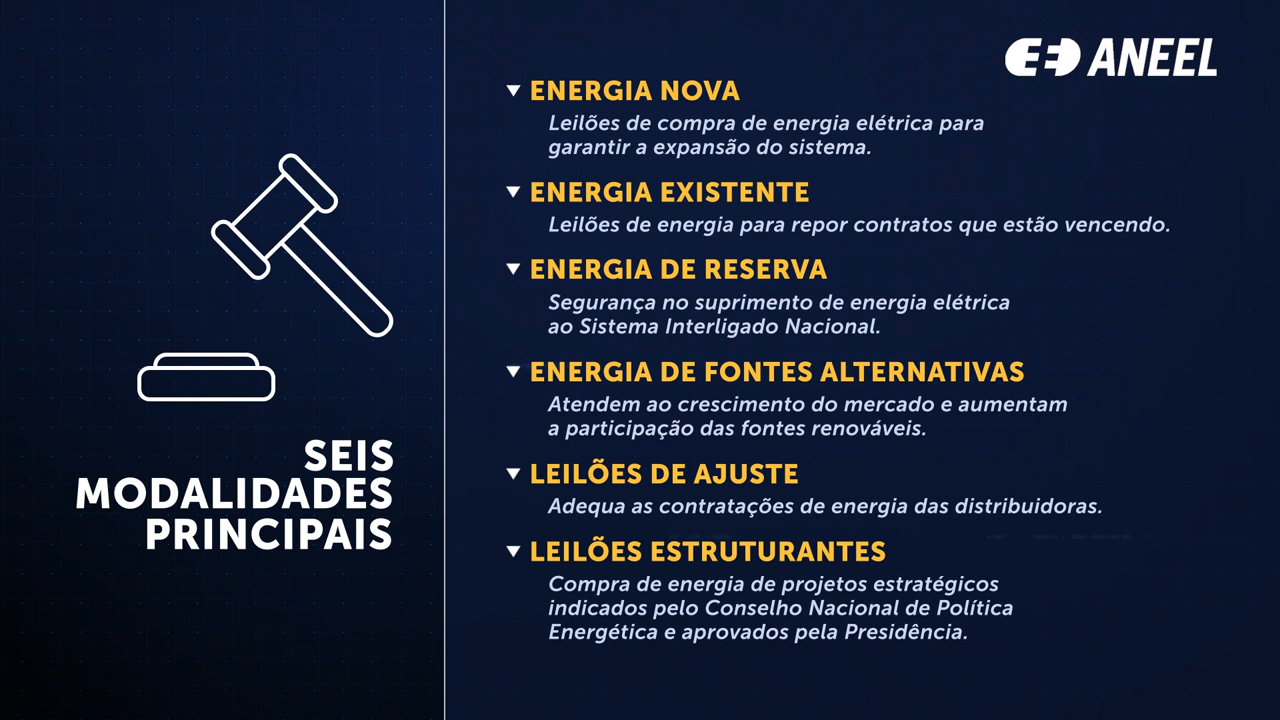 ANEEL
SEIS
MODALIDADES
PRINCIPAIS
ENERGIA NOVA
Leilões de compra de energia elétrica para
garantir a expansão do sistema.
ENERGIA EXISTENTE
Leilões de energia para repor contratos que estão vencendo.
ENERGIA DE RESERVA
Segurança no suprimento de energia elétrica
ao Sistema Interligado Nacional.
ENERGIA DE FONTES ALTERNATIVAS
Atendem ao crescimento do mercado e aumentam
a participação das fontes renováveis.
LEILÕES DE AJUSTE
Adequa as contratações de energia das distribuidoras.
LEILÕES ESTRUTURANTES
Compra de energia de projetos estratégicos
indicados pelo Conselho Nacional de Política
Energética e aprovados pela Presidência.